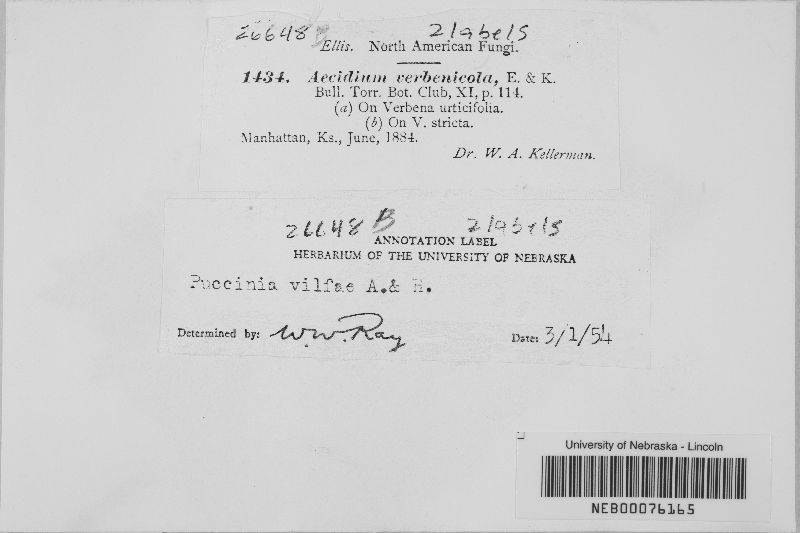 26648 B 2 labels
Ellis. North American Fungi.
1434. Aecidium verbenicola, E. & K.
Bull. Torr. Bot. Club, XI, p. 114.
(a) On Verbena urticifolia.
(b) On V. stricta.
Manhattan, Ks., June, 1884.
Dr. W. A. Kellerman.
26648 B 2 labels
ANNOTATION LABEL
HERBARIUM OF THE UNIVERSITY OF NEBRASKA
Puccinia vilfae A.& H.
Determined by: W.W. Ray Date: 3/1/54
University of Nebraska - Lincoln
NEB00076165